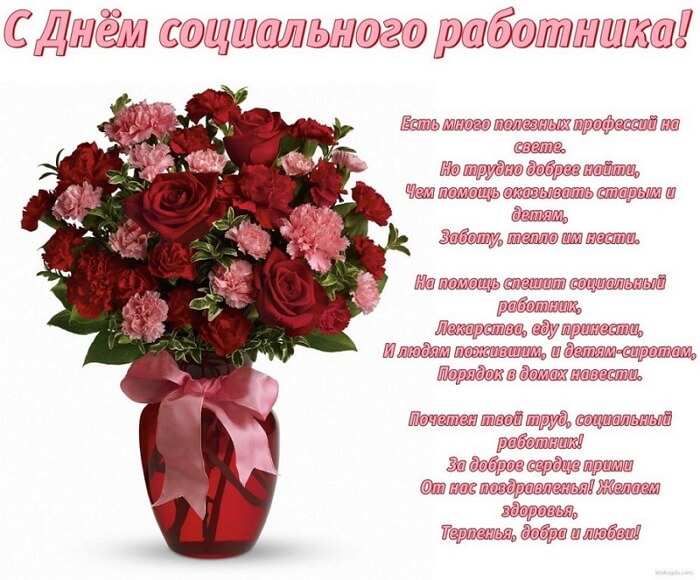 С Днём социального работника!
Есть много полезных профессий на
свете.
Но трудно добрее найти,
Чем помощь оказывать старым и
детям,
Заботу, тепло им нести.
На помощь спешит социальный
работник,
Лекарства, еду принести,
И людям пожившим, и детям-сиротам,
Порядок в домах навести.
Почетен твой труд, социальный
работник!
За доброе сердце прими
От нас поздравленья! Желаем
здоровья,
Терпенья, добра и любви!